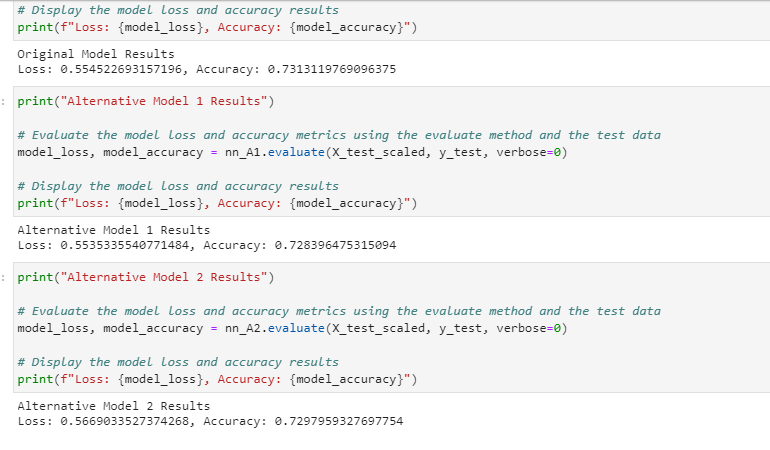 # Display the model loss and accuracy results
print(f"Loss: {model_loss}, Accuracy: {model_accuracy}")
Original Model Results
Loss: 0.554522693157196, Accuracy: 0.7313119769096375
: print("Alternative Model 1 Results")
# Evaluate the model loss and accuracy metrics using the evaluate method and the test data
model_loss, model_accuracy = nn_A1.evaluate(X_test_scaled, y_test, verbose=0)
# Display the model loss and accuracy results
print(f"Loss: {model_loss}, Accuracy: {model_accuracy}")
Alternative Model 1 Results
Loss: 0.5535335540771484, Accuracy: 0.728396475315094
: print("Alternative Model 2 Results")
# Evaluate the model loss and accuracy metrics using the evaluate method and the test data
model_loss, model_accuracy = nn_A2.evaluate(X_test_scaled, y_test, verbose=0)
# Display the model loss and accuracy results
print(f"Loss: {model_loss}, Accuracy: {model_accuracy}")
Alternative Model 2 Results
Loss: 0.5669033527374268, Accuracy: 0.7297959327697754